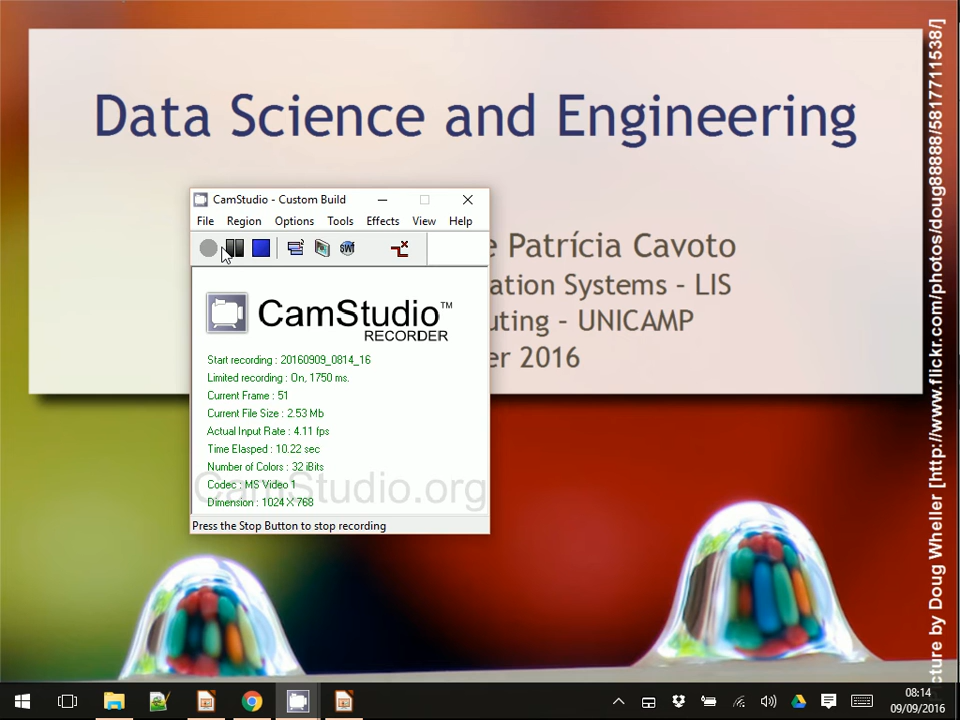 Data Science and Engineering
CamStudio - Custom Build
File Region Options Tools Effects View Help
SWf
e Patrícia Cavoto
ation Systems - LIS
uting - UNICAMP
er 2016
CamStudio™
RECORDER
Start recording : 20160909_0814_16
Limited recording : On, 1750 ms.
Current Frame : 51
Current File Size : 2.53 Mb
Actual Input Rate : 4.11 fps
Time Elasped : 10.22 sec
Number of Colors : 32 iBits
Codec : MS Video 1
Dimension : 1024 X 768
CamStudio.org
Press the Stop Button to stop recording
cture by Doug Wheller [http://www.flickr.com/photos/doug88888/5817711538/]
08:14
09/09/2016